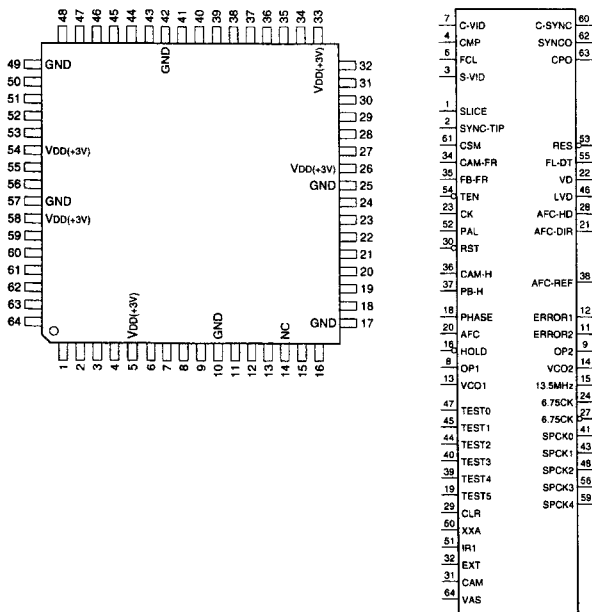 48 47 46 45 44 43 42 41 40 39 38 37 36 35 34 33
GND
VDD(+3V)
49 GND
50
51
52
53
54 VDD(+3V)
55
56
57 GND
58 VDD(+3V)
59
60
61
62
63
64
32
31
30
29
28
27
VDD(+3V) 26
GND 25
24
23
22
21
20
19
18
GND 17
VDD(+3V)
GND
NC
1 2 3 4 5 6 7 8 9 10 11 12 13 14 15 16
7 C-VID
4 CMP
FCL
3 S-VID
1 SLICE
2 SYNC-TIP
61 CSM
34 CAM-FR
35 FB-FR
54 TEN
23 CK
52 PAL
30 RST
36 CAM-H
37 PB-H
18 PHASE
20 AFC
16 HOLD
8 OP1
13 VCO1
47 TEST0
45 TEST1
44 TEST2
40 TEST3
39 TEST4
19 TEST5
29 CLR
XXA
51 IR1
32 EXT
31 CAM
64 VAS
C-SYNC 60
SYNCO 62
CPO 63
RES 53
FL-DT 55
VD 22
LVD 46
AFC-HD 28
AFC-DIR 21
AFC-REF 38
ERROR1 12
ERROR2 11
OP2 9
VCO2 14
13.5MHz 15
6.75CK 24
6.75CK 27
SPCK0 41
SPCK1 43
SPCK2 48
SPCK3 56
SPCK4 59